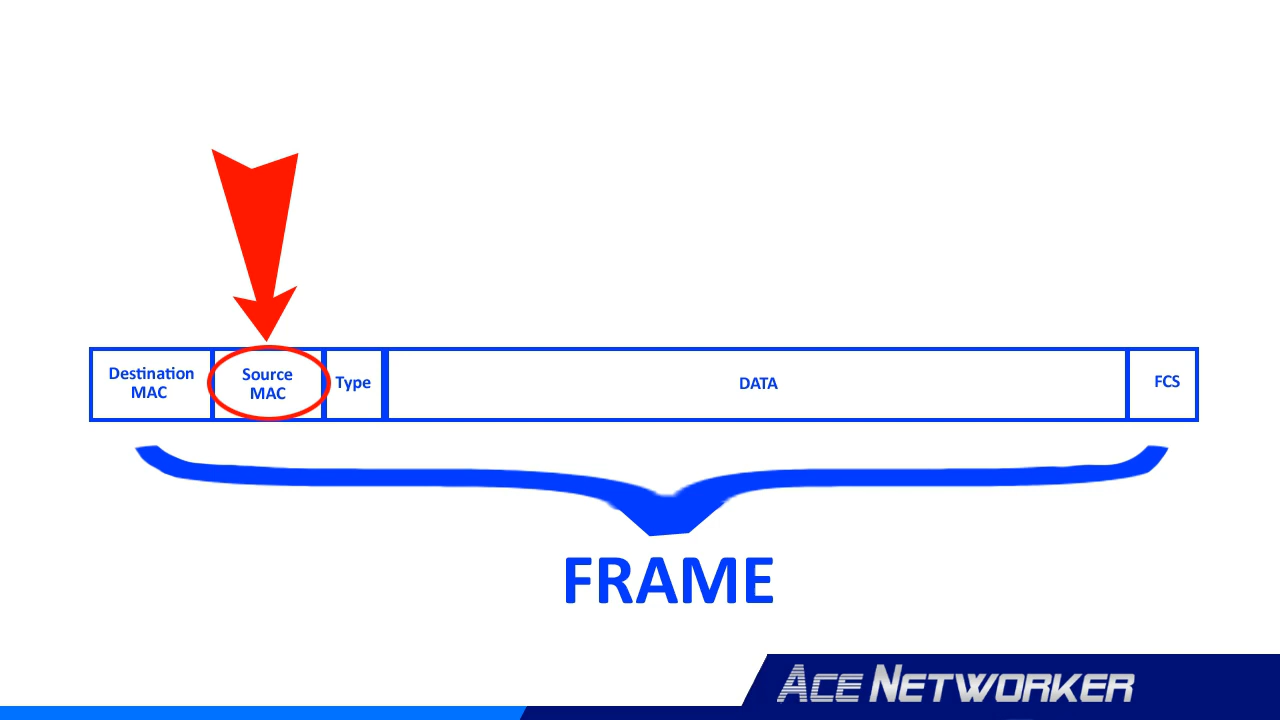 Destination
MAC
Source
MAC
Type
DATA
FCS
FRAME
ACE NETWORKER